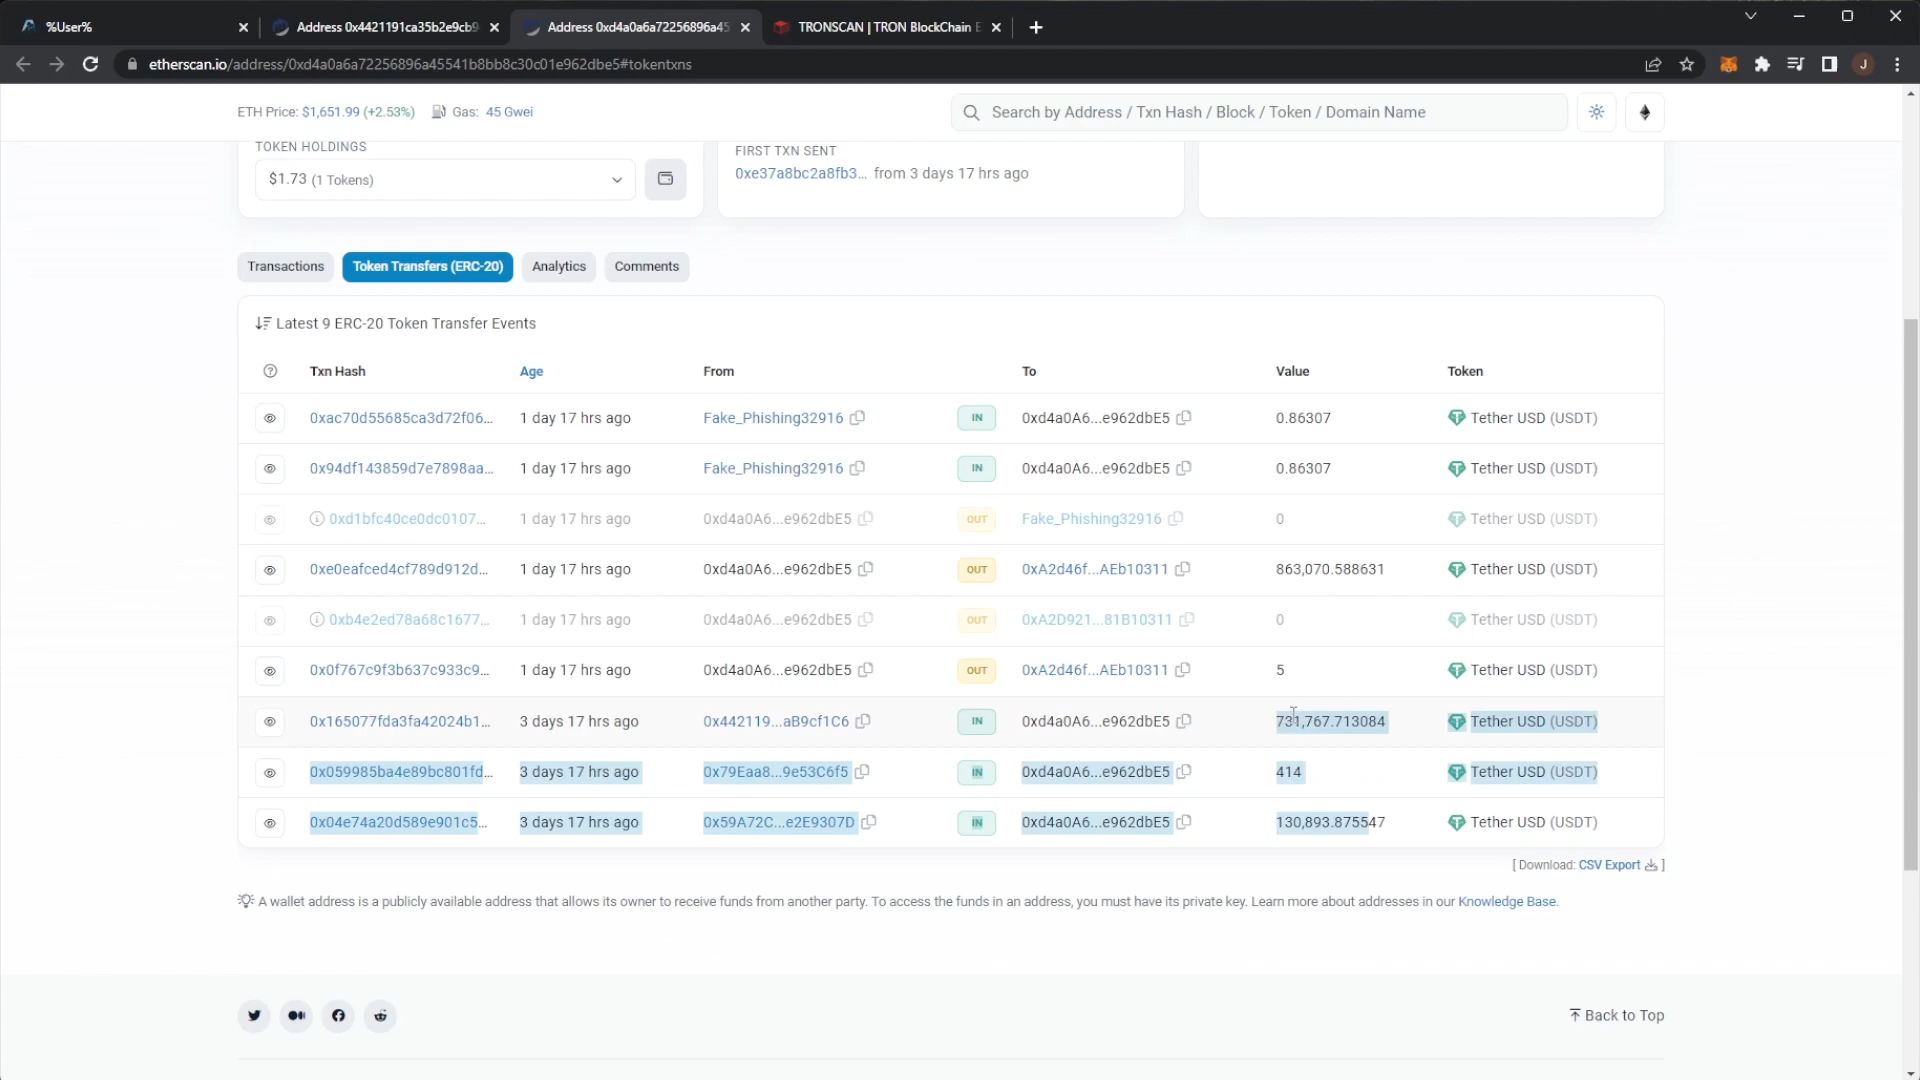 %User%
Address 0x4421191ca35b2e9cb9
Address 0xd4a0a6a72256896a45
TRONSCAN | TRON BlockChain E
etherscan.io/address/0xd4a0a6a72256896a45541b8bb8c30c01e962dbe5#tokentxns
J
ETH Price: $1,651.99 (+2.53%) Gas: 45 Gwei
Search by Address / Txn Hash / Block / Token / Domain Name
TOKEN HOLDINGS
$1.73 (1 Tokens)
FIRST TXN SENT
0xe37a8bc2a8fb3... from 3 days 17 hrs ago
Transactions Token Transfers (ERC-20) Analytics Comments
Latest 9 ERC-20 Token Transfer Events
Txn Hash Age From To Value Token
0xac70d55685ca3d72f06... 1 day 17 hrs ago Fake_Phishing32916 IN 0xd4a0A6...e962dbE5 0.86307 Tether USD (USDT)
0x94df143859d7e7898aa... 1 day 17 hrs ago Fake_Phishing32916 IN 0xd4a0A6...e962dbE5 0.86307 Tether USD (USDT)
0xd1bfc40ce0dc0107... 1 day 17 hrs ago 0xd4a0A6...e962dbE5 OUT Fake_Phishing32916 0 Tether USD (USDT)
0xe0eafced4cf789d912d... 1 day 17 hrs ago 0xd4a0A6...e962dbE5 OUT 0xA2d46f...AEb10311 863,070.588631 Tether USD (USDT)
0xb4e2ed78a68c1677... 1 day 17 hrs ago 0xd4a0A6...e962dbE5 OUT 0xA2D921...81B10311 0 Tether USD (USDT)
0x0f767c9f3b637c933c9... 1 day 17 hrs ago 0xd4a0A6...e962dbE5 OUT 0xA2d46f...AEb10311 5 Tether USD (USDT)
0x165077fda3fa42024b1... 3 days 17 hrs ago 0x442119...aB9cf1C6 IN 0xd4a0A6...e962dbE5 731,767.713084 Tether USD (USDT)
0x059985ba4e89bc801fd... 3 days 17 hrs ago 0x79Eaa8...9e53C6f5 IN 0xd4a0A6...e962dbE5 414 Tether USD (USDT)
0x04e74a20d589e901c5... 3 days 17 hrs ago 0x59A72C...e2E9307D IN 0xd4a0A6...e962dbE5 130,893.875547 Tether USD (USDT)
[ Download: CSV Export ]
A wallet address is a publicly available address that allows its owner to receive funds from another party. To access the funds in an address, you must have its private key. Learn more about addresses in our Knowledge Base.
Back to Top